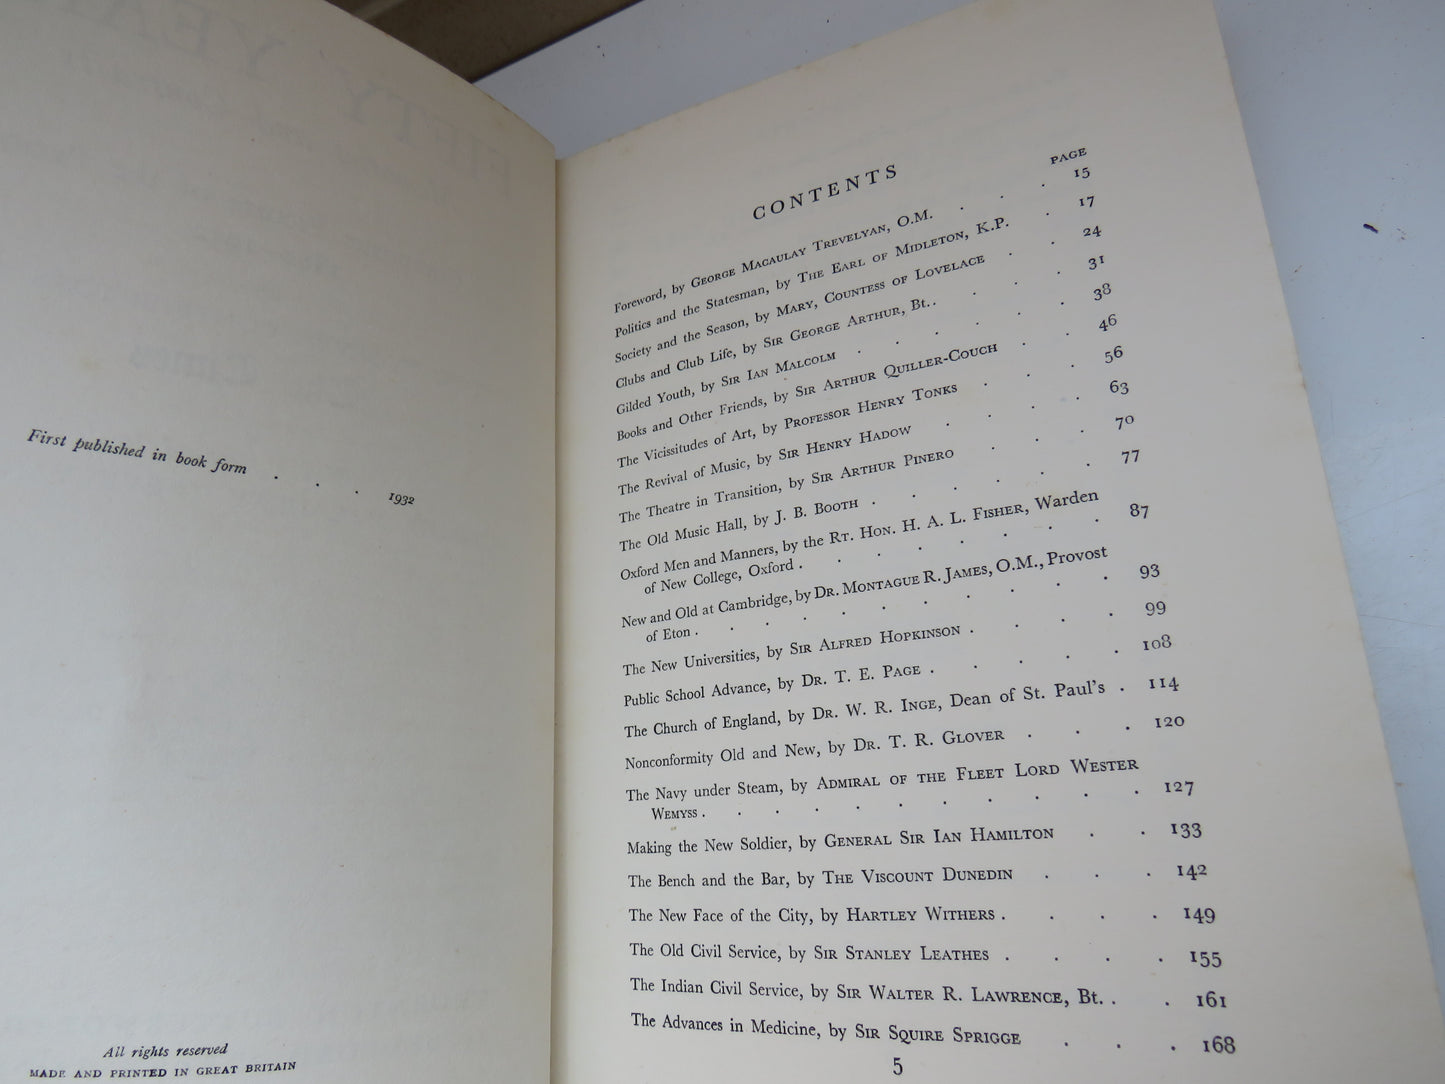 First published in book form . . . 1932
All rights reserved
MADE AND PRINTED IN GREAT BRITAIN
CONTENTS
PAGE
Foreword, by GEORGE MACAULAY TREVELYAN, O.M. . . . 15
Politics and the Statesman, by THE EARL OF MIDLETON, K.P. . 17
Society and the Season, by MARY, COUNTESS OF LOVELACE . . 24
Clubs and Club Life, by SIR GEORGE ARTHUR, Bt. . . . 31
Gilded Youth, by SIR IAN MALCOLM . . . . . . 38
Books and Other Friends, by SIR ARTHUR QUILLER-COUCH . . 46
The Vicissitudes of Art, by PROFESSOR HENRY TONKS . . . 56
The Revival of Music, by SIR HENRY HADOW . . . . 63
The Theatre in Transition, by SIR ARTHUR PINERO . . . 70
The Old Music Hall, by J. B. BOOTH . . . . . . 77
Oxford Men and Manners, by the RT. HON. H. A. L. FISHER, Warden
of New College, Oxford . . . . . . . . 87
New and Old at Cambridge, by DR. MONTAGUE R. JAMES, O.M., Provost
of Eton . . . . . . . . . . 93
The New Universities, by SIR ALFRED HOPKINSON . . . . 99
Public School Advance, by DR. T. E. PAGE . . . . . 108
The Church of England, by DR. W. R. INGE, Dean of St. Paul's . 114
Nonconformity Old and New, by DR. T. R. GLOVER . . . 120
The Navy under Steam, by ADMIRAL OF THE FLEET LORD WESTER
WEMYSS . . . . . . . . . . 127
Making the New Soldier, by GENERAL SIR IAN HAMILTON . . 133
The Bench and the Bar, by THE VISCOUNT DUNEDIN . . . 142
The New Face of the City, by HARTLEY WITHERS . . . . 149
The Old Civil Service, by SIR STANLEY LEATHES . . . . 155
The Indian Civil Service, by SIR WALTER R. LAWRENCE, Bt. . . 161
The Advances in Medicine, by SIR SQUIRE SPRIGGE . . . 168
5